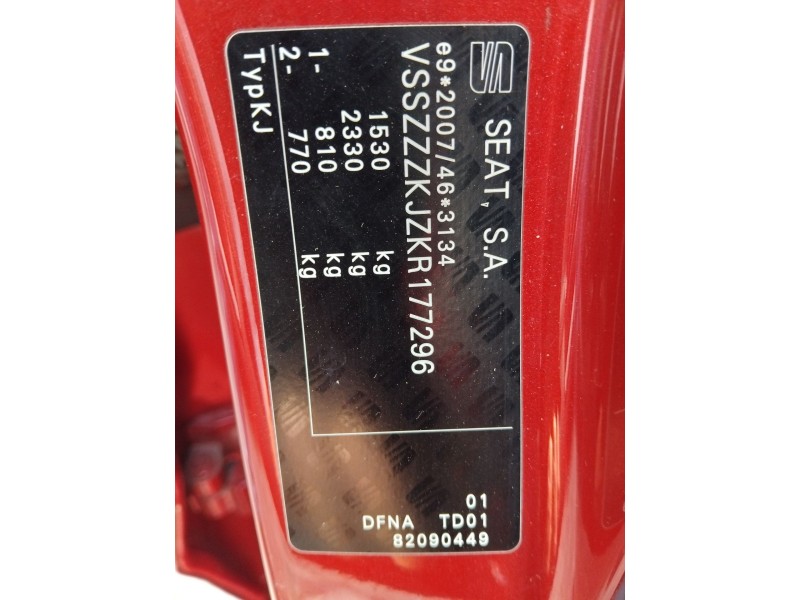 SEAT, S.A.
e9*2007/46*3134
VSSZZZKJZKR177296
1530 kg
2330 kg
1- 810 kg
2- 770 kg
TypKJ
01
DFNA TD01
82090449